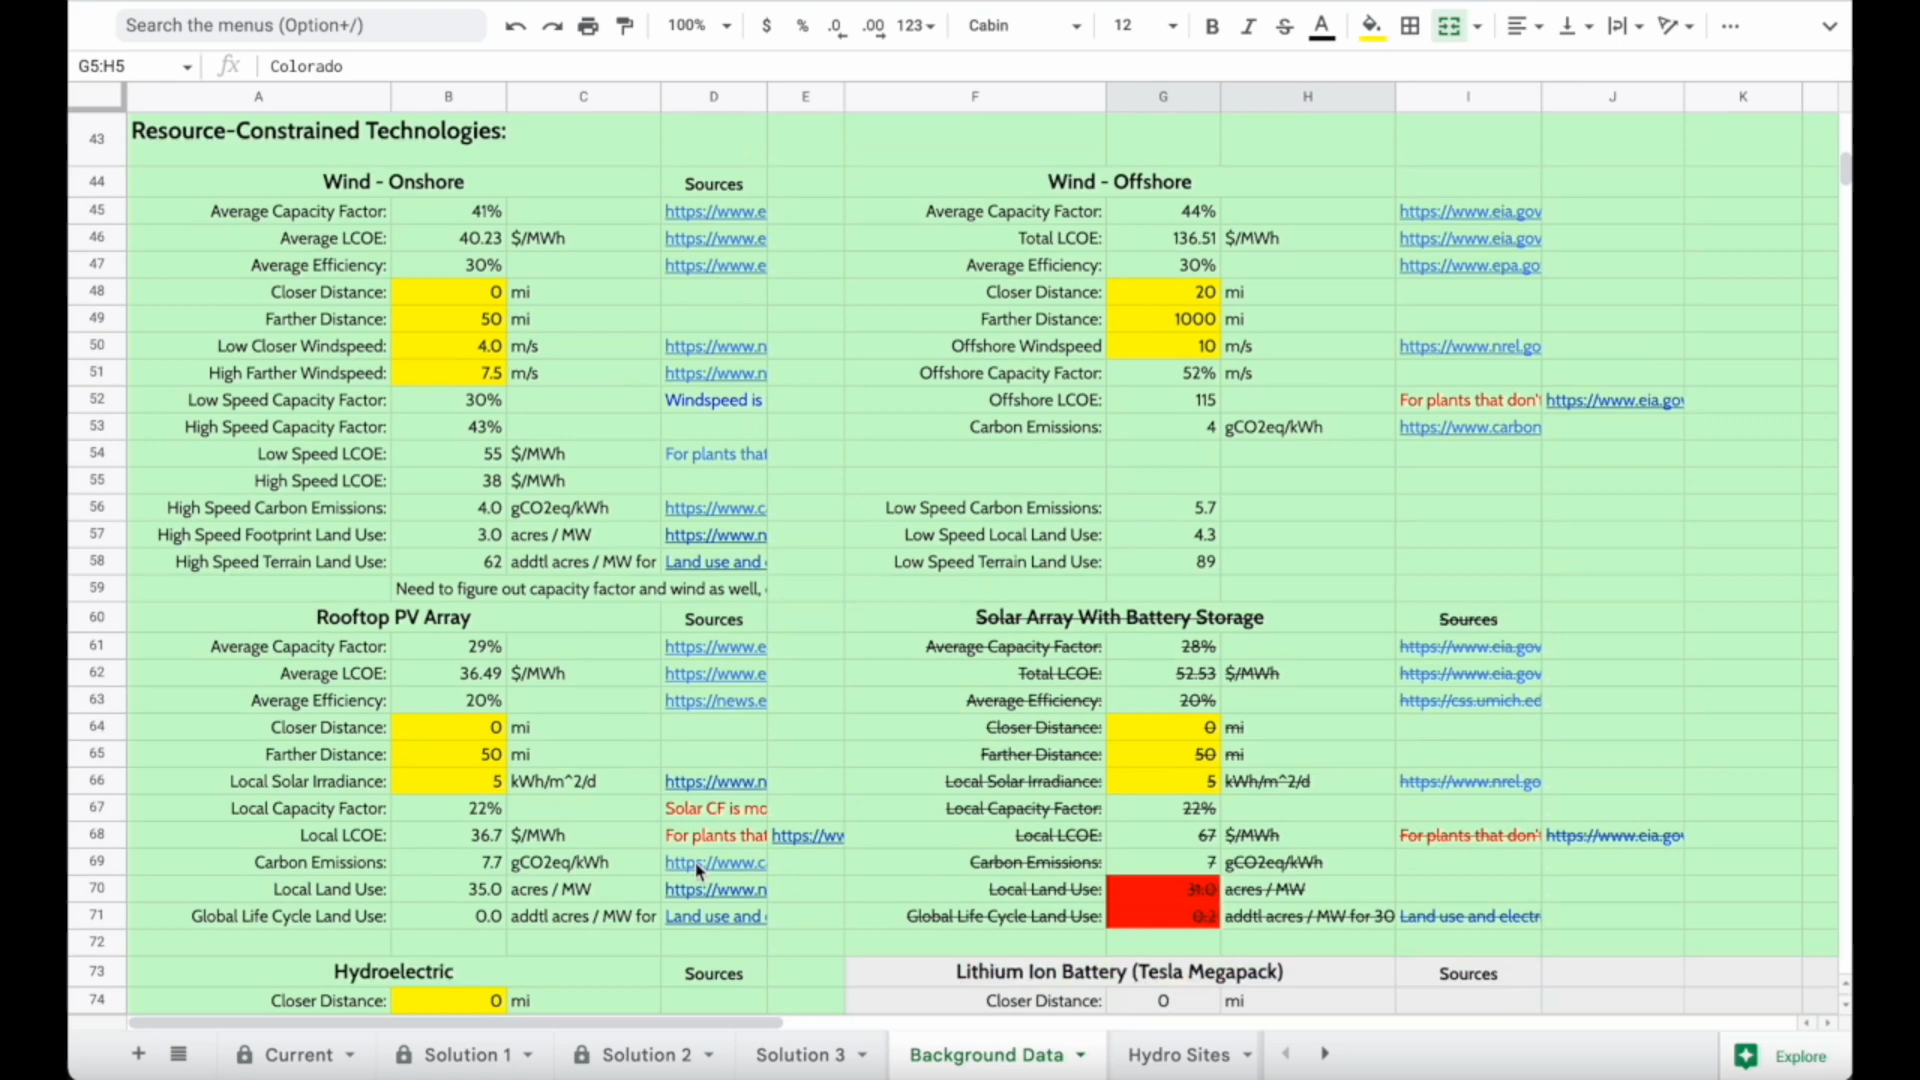 Search the menus (Option+/) 100% $ % .0 .00 123 Cabin 12 B I S A
G5:H5 fx Colorado
A B C D E F G H I J K
43 Resource-Constrained Technologies:
44 Wind - Onshore Sources Wind - Offshore
45 Average Capacity Factor: 41% https://www.e Average Capacity Factor: 44% https://www.eia.gov
46 Average LCOE: 40.23 $/MWh https://www.e Total LCOE: 136.51 $/MWh https://www.eia.gov
47 Average Efficiency: 30% https://www.e Average Efficiency: 30% https://www.epa.go
48 Closer Distance: 0 mi Closer Distance: 20 mi
49 Farther Distance: 50 mi Farther Distance: 1000 mi
50 Low Closer Windspeed: 4.0 m/s https://www.n Offshore Windspeed 10 m/s https://www.nrel.go
51 High Farther Windspeed: 7.5 m/s https://www.n Offshore Capacity Factor: 52% m/s
52 Low Speed Capacity Factor: 30% Windspeed is Offshore LCOE: 115 For plants that don't https://www.eia.gov
53 High Speed Capacity Factor: 43% Carbon Emissions: 4 gCO2eq/kWh https://www.carbon
54 Low Speed LCOE: 55 $/MWh For plants that
55 High Speed LCOE: 38 $/MWh
56 High Speed Carbon Emissions: 4.0 gCO2eq/kWh https://www.c Low Speed Carbon Emissions: 5.7
57 High Speed Footprint Land Use: 3.0 acres / MW https://www.n Low Speed Local Land Use: 4.3
58 High Speed Terrain Land Use: 62 addtl acres / MW for Land use and Low Speed Terrain Land Use: 89
59 Need to figure out capacity factor and wind as well,
60 Rooftop PV Array Sources Solar Array With Battery Storage Sources
61 Average Capacity Factor: 29% https://www.e Average Capacity Factor: 28% https://www.eia.gov
62 Average LCOE: 36.49 $/MWh https://www.e Total LCOE: 52.53 $/MWh https://www.eia.gov
63 Average Efficiency: 20% https://news.e Average Efficiency: 20% https://css.umich.ed
64 Closer Distance: 0 mi Closer Distance: 0 mi
65 Farther Distance: 50 mi Farther Distance: 50 mi
66 Local Solar Irradiance: 5 kWh/m^2/d https://www.n Local Solar Irradiance: 5 kWh/m^2/d https://www.nrel.go
67 Local Capacity Factor: 22% Solar CF is mo Local Capacity Factor: 22%
68 Local LCOE: 36.7 $/MWh For plants that https://ww Local LCOE: 67 $/MWh For plants that don't https://www.eia.gov
69 Carbon Emissions: 7.7 gCO2eq/kWh https://www.c Carbon Emissions: 7 gCO2eq/kWh
70 Local Land Use: 35.0 acres / MW https://www.n Local Land Use: 31.0 acres / MW
71 Global Life Cycle Land Use: 0.0 addtl acres / MW for Land use and Global Life Cycle Land Use: 0.2 addtl acres / MW for 30 Land use and electr
72
73 Hydroelectric Sources Lithium Ion Battery (Tesla Megapack) Sources
74 Closer Distance: 0 mi Closer Distance: 0 mi
Current Solution 1 Solution 2 Solution 3 Background Data Hydro Sites Explore